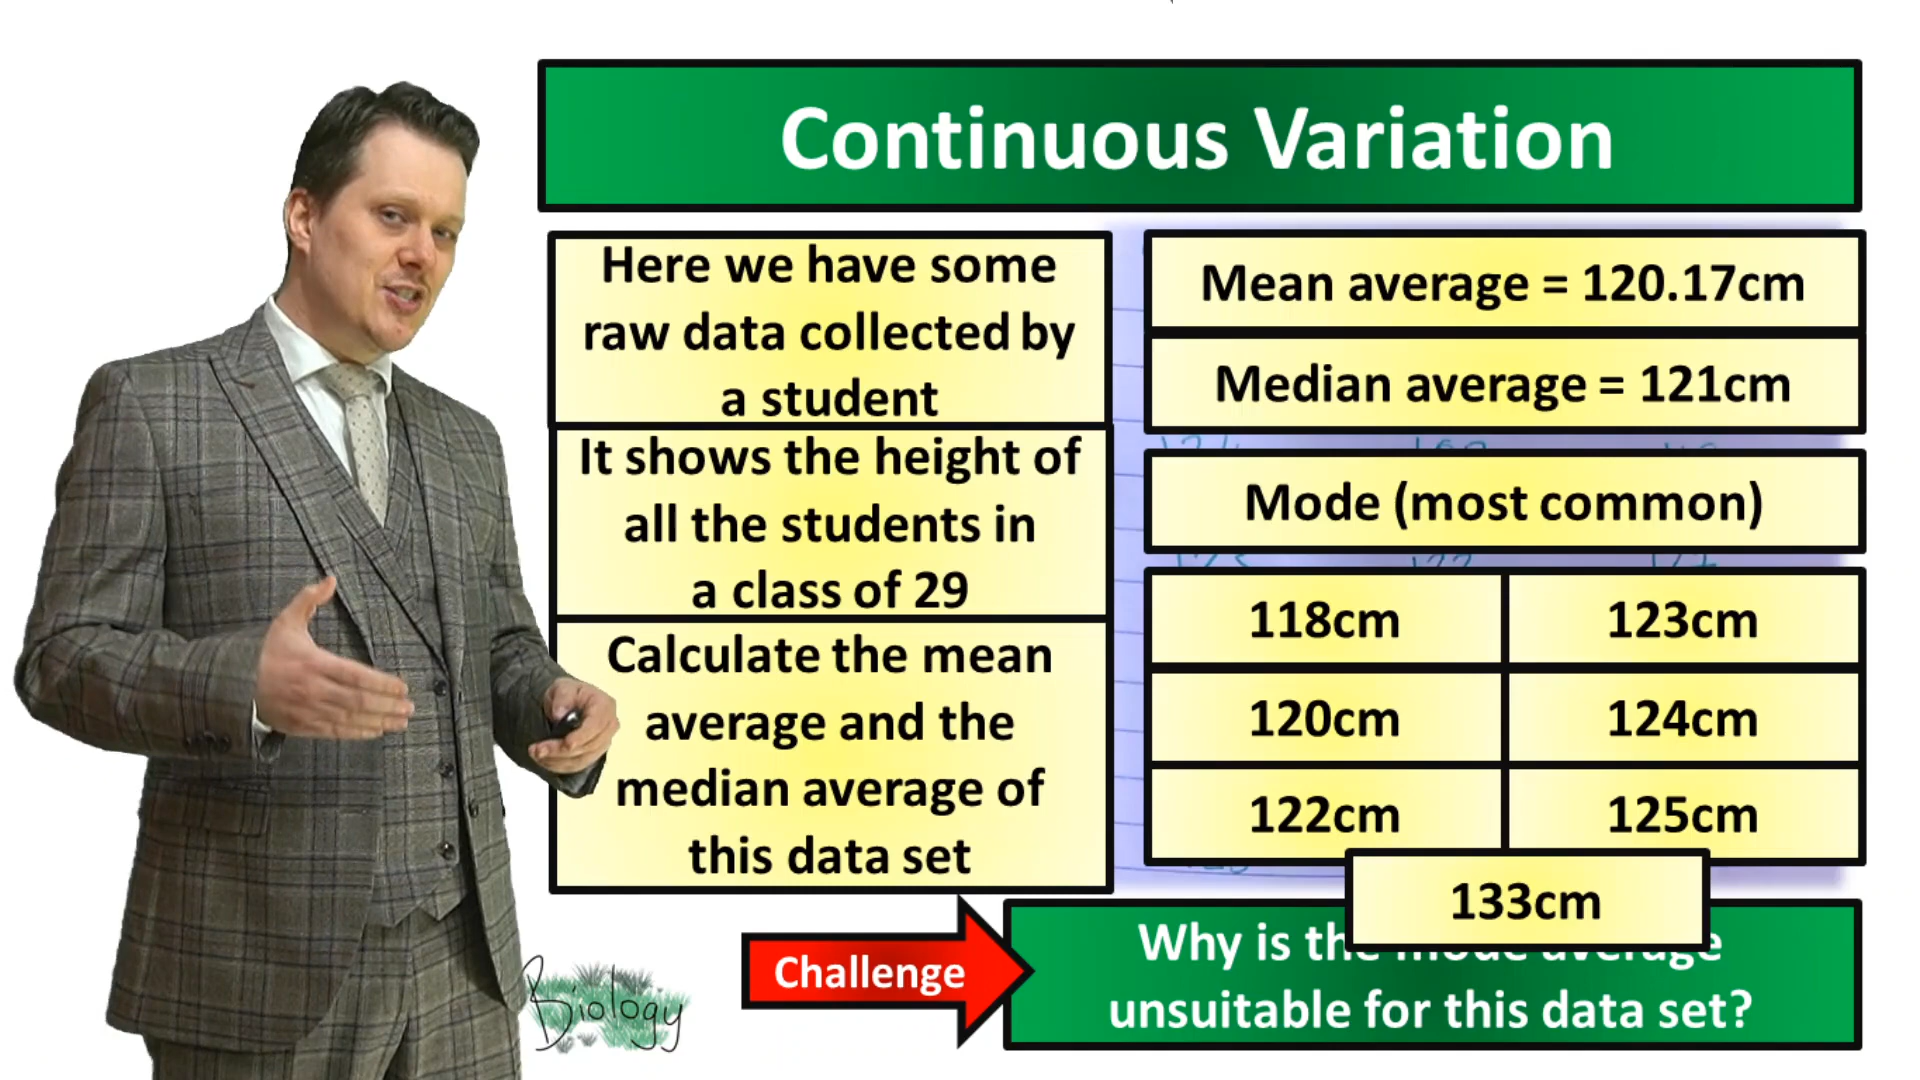 Continuous Variation
Here we have some
raw data collected by
a student
It shows the height of
all the students in
a class of 29
Calculate the mean
average and the
median average of
this data set
Mean average = 120.17cm
Median average = 121cm
Mode (most common)
118cm 123cm
120cm 124cm
122cm 125cm
133cm
Challenge
Why is the mode average
unsuitable for this data set?
Biology